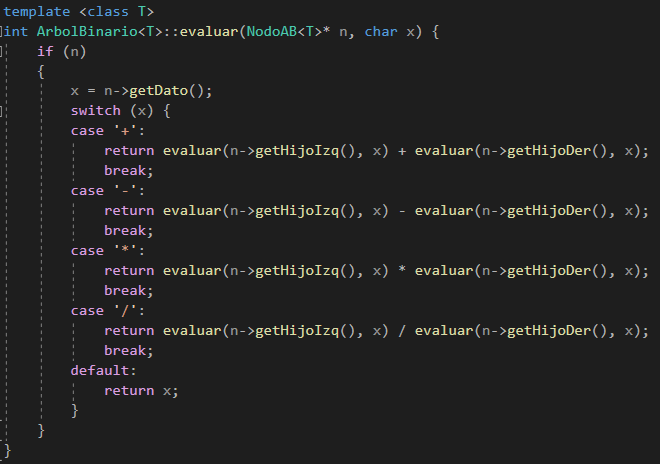 template <class T>
int ArbolBinario<T>::evaluar(NodoAB<T>* n, char x) {
    if (n)
    {
        x = n->getDato();
        switch (x) {
        case '+':
            return evaluar(n->getHijoIzq(), x) + evaluar(n->getHijoDer(), x);
            break;
        case '-':
            return evaluar(n->getHijoIzq(), x) - evaluar(n->getHijoDer(), x);
            break;
        case '*':
            return evaluar(n->getHijoIzq(), x) * evaluar(n->getHijoDer(), x);
            break;
        case '/':
            return evaluar(n->getHijoIzq(), x) / evaluar(n->getHijoDer(), x);
            break;
        default:
            return x;
        }
    }
}